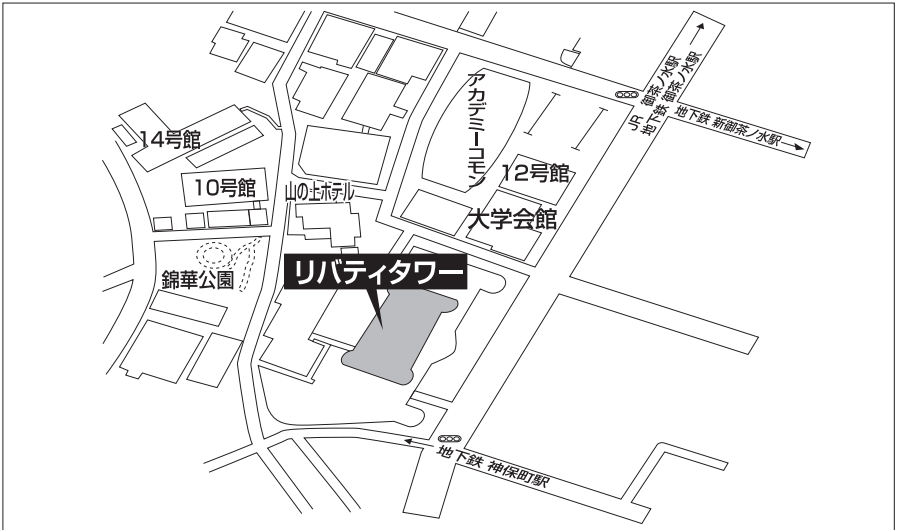 JR 御茶ノ水駅
地下鉄 御茶ノ水駅
地下鉄 新御茶ノ水駅
アカデミーコモン
14号館
12号館
10号館
山の上ホテル
大学会館
錦華公園
リバティタワー
地下鉄 神保町駅